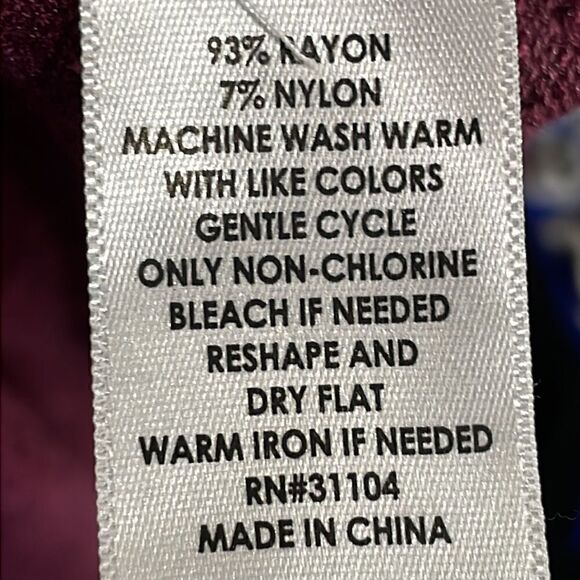 93% RAYON
7% NYLON
MACHINE WASH WARM
WITH LIKE COLORS
GENTLE CYCLE
ONLY NON-CHLORINE
BLEACH IF NEEDED
RESHAPE AND
DRY FLAT
WARM IRON IF NEEDED
RN#31104
MADE IN CHINA